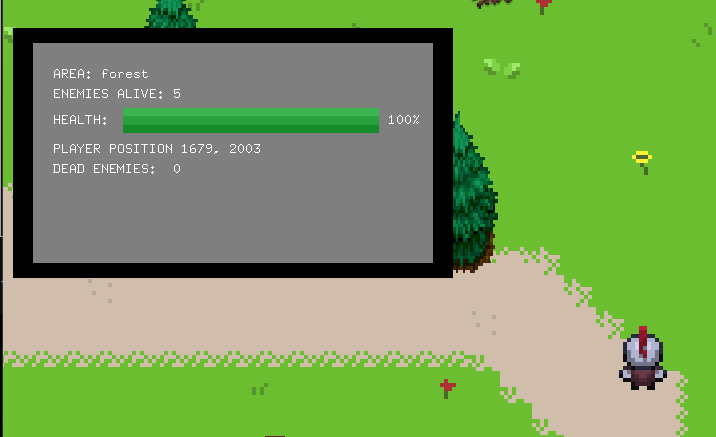 AREA: forest
ENEMIES ALIVE: 5
HEALTH: 100%
PLAYER POSITION 1679, 2003
DEAD ENEMIES: 0